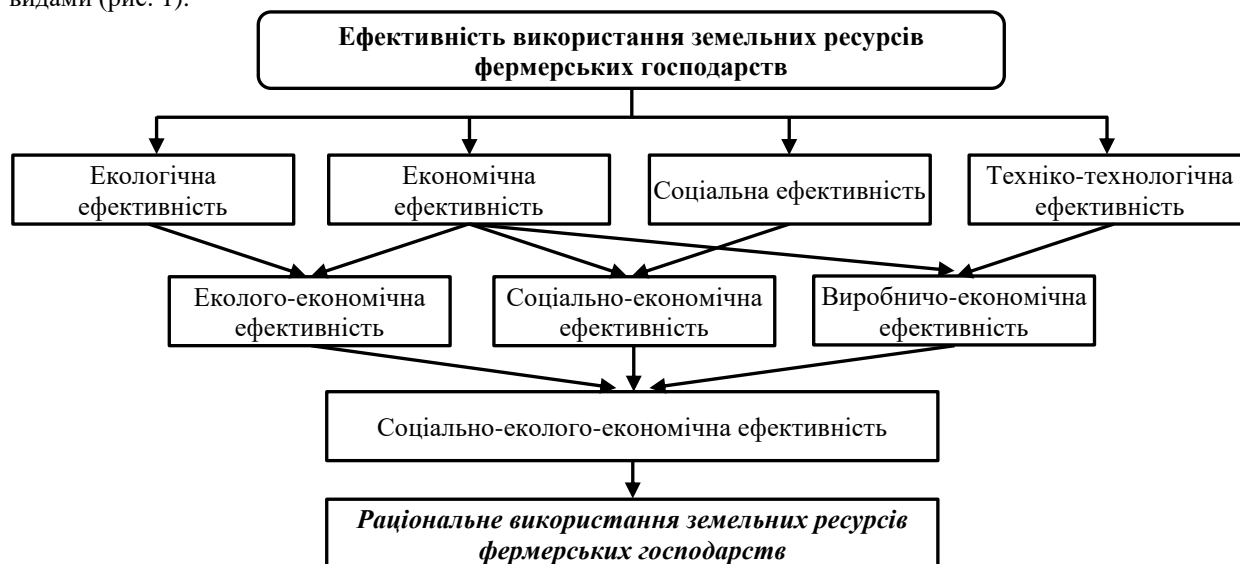 видами (рис. 1).
Ефективність використання земельних ресурсів
фермерських господарств
Екологічна
ефективність
Економічна
ефективність
Соціальна ефективність
Техніко-технологічна
ефективність
Еколого-економічна
ефективність
Соціально-економічна
ефективність
Виробничо-економічна
ефективність
Соціально-еколого-економічна ефективність
Раціональне використання земельних ресурсів
фермерських господарств